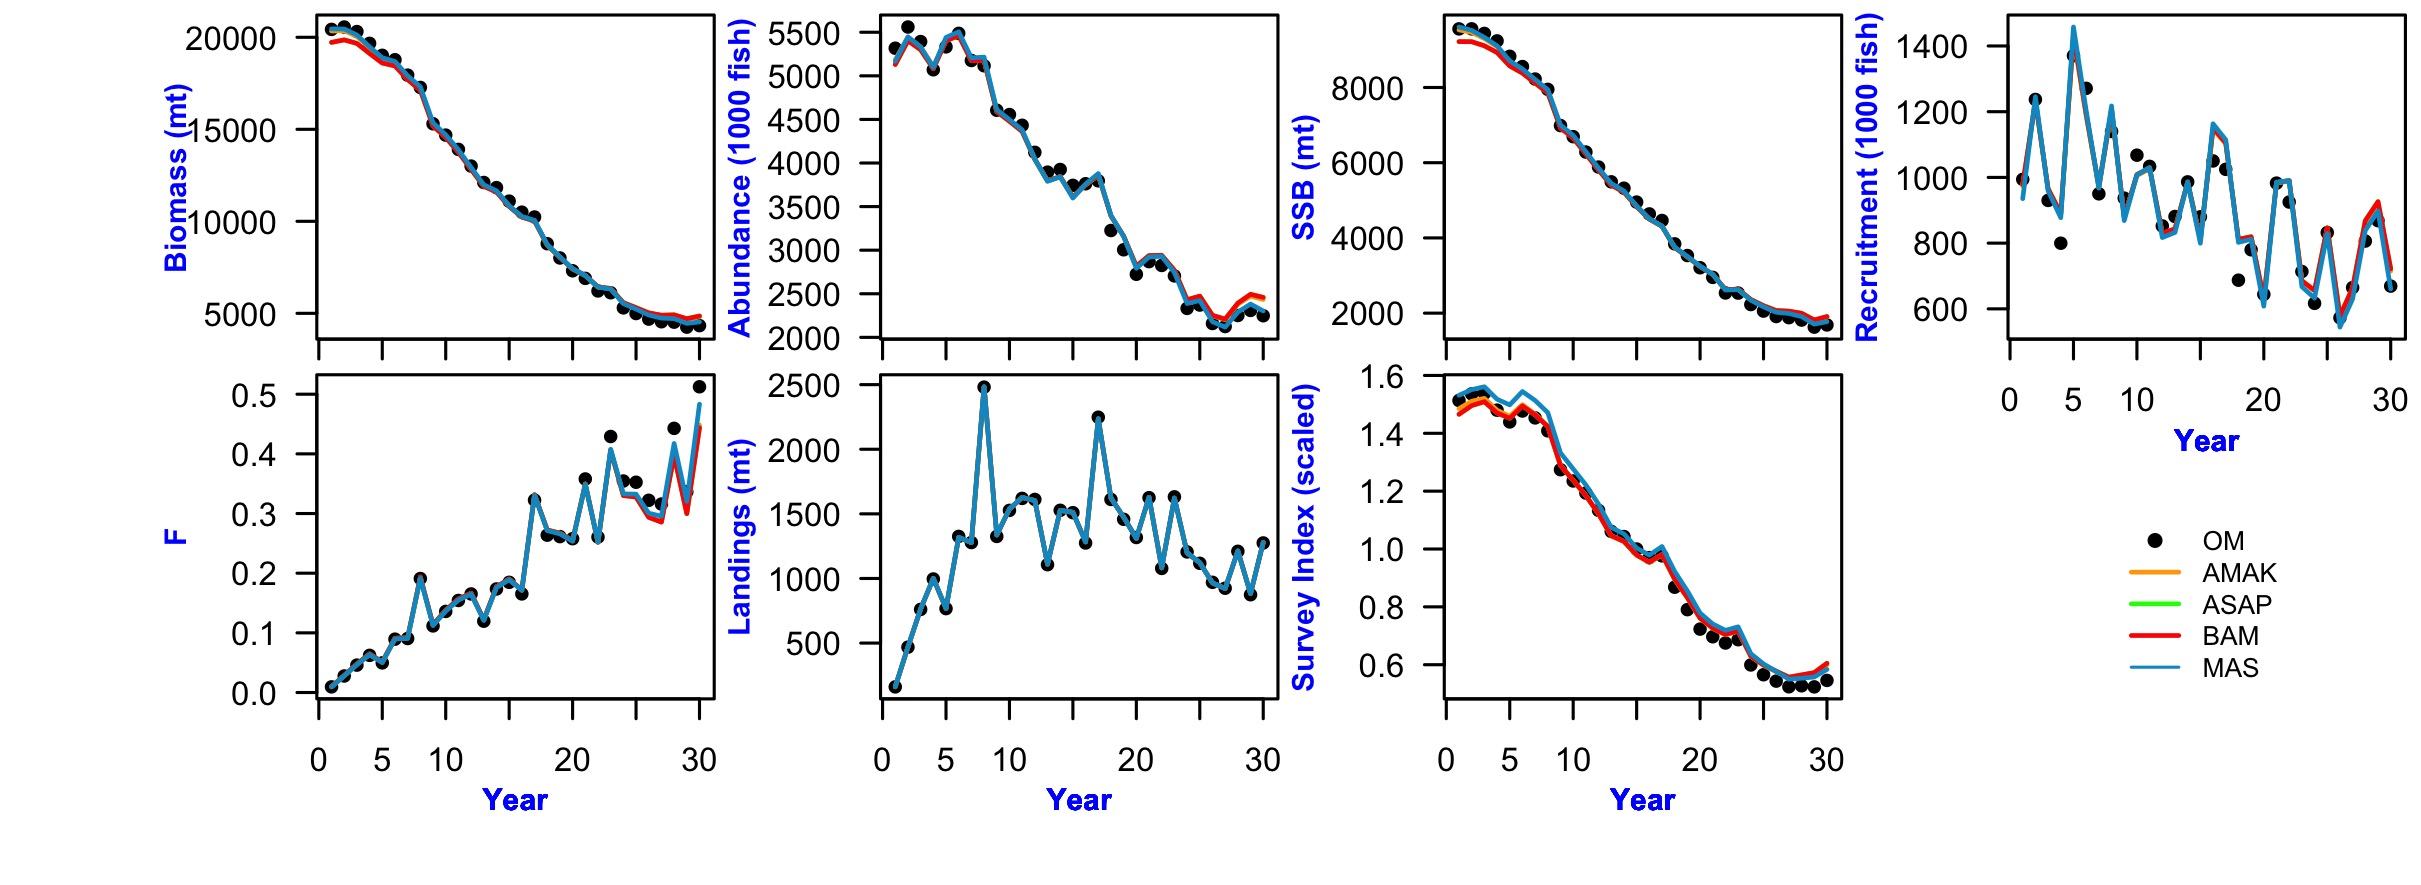 Biomass (mt)
20000
15000
10000
5000
Abundance (1000 fish)
5500
5000
4500
4000
3500
3000
2500
2000
SSB (mt)
8000
6000
4000
2000
Recruitment (1000 fish)
1400
1200
1000
800
600
0 5 10 20 30
Year
F
0.5
0.4
0.3
0.2
0.1
0.0
0 5 10 20 30
Year
Landings (mt)
2500
2000
1500
1000
500
0 5 10 20 30
Year
Survey Index (scaled)
1.6
1.4
1.2
1.0
0.8
0.6
0 5 10 20 30
Year
OM
AMAK
ASAP
BAM
MAS